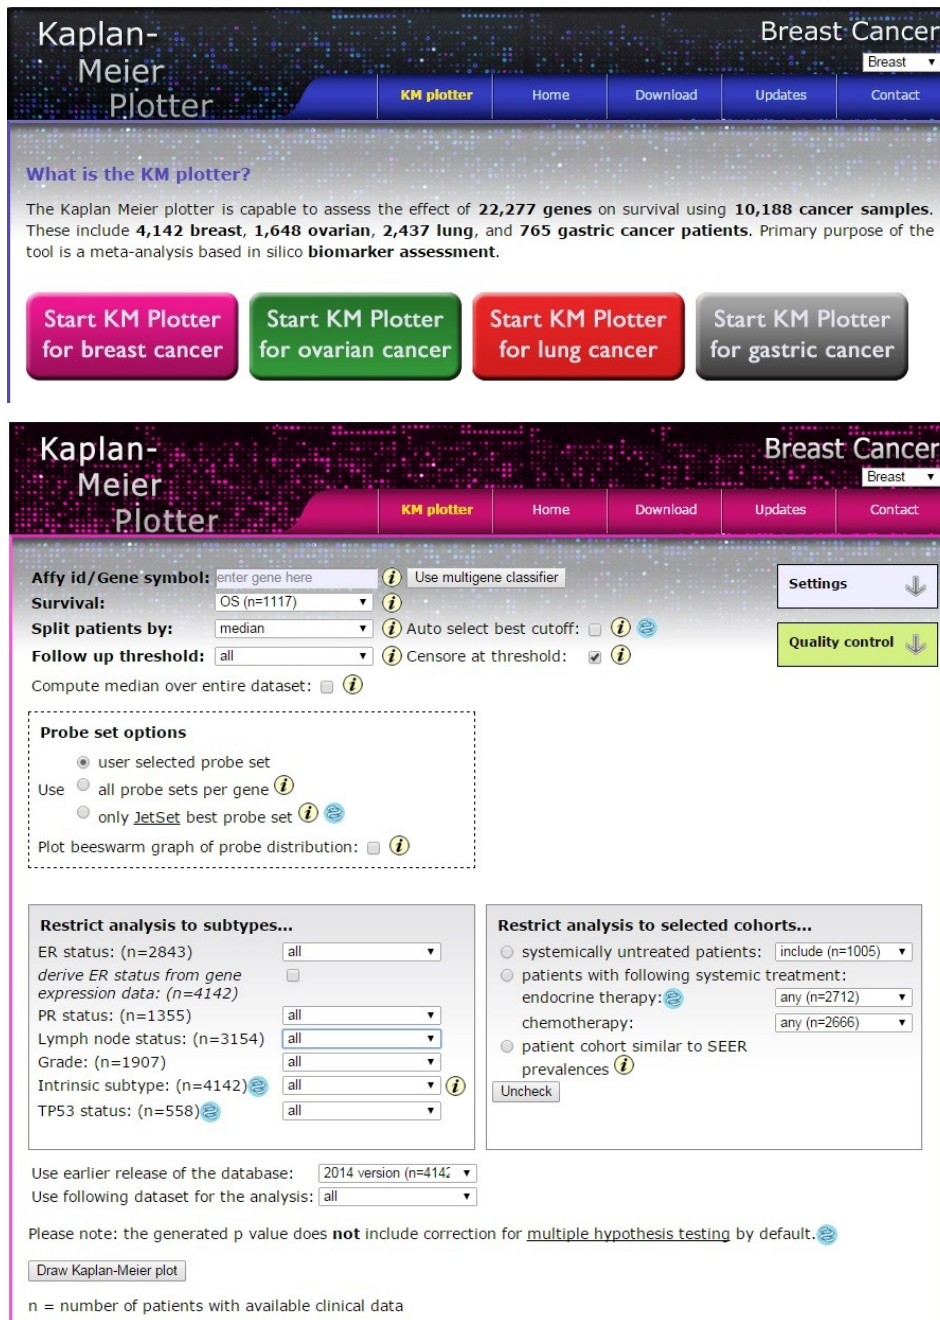 Kaplan-
Meier
Plotter
Breast Cancer
Breast
KM plotter Home Download Updates Contact
What is the KM plotter?
The Kaplan Meier plotter is capable to assess the effect of 22,277 genes on survival using 10,188 cancer samples.
These include 4,142 breast, 1,648 ovarian, 2,437 lung, and 765 gastric cancer patients. Primary purpose of the
tool is a meta-analysis based in silico biomarker assessment.
Start KM Plotter
for breast cancer
Start KM Plotter
for ovarian cancer
Start KM Plotter
for lung cancer
Start KM Plotter
for gastric cancer
Kaplan-
Meier
Plotter
Breast Cancer
Breast
KM plotter Home Download Updates Contact
Affy id/Gene symbol: enter gene here i Use multigene classifier
Survival: OS (n=1117) i
Split patients by: median i Auto select best cutoff: i
Follow up threshold: all i Censore at threshold: i
Compute median over entire dataset: i
Settings
Quality control
Probe set options
user selected probe set
Use all probe sets per gene i
only JetSet best probe set i
Plot beeswarm graph of probe distribution: i
Restrict analysis to subtypes...
ER status: (n=2843) all
derive ER status from gene
expression data: (n=4142)
PR status: (n=1355) all
Lymph node status: (n=3154) all
Grade: (n=1907) all
Intrinsic subtype: (n=4142) all i
TP53 status: (n=558) all
Restrict analysis to selected cohorts...
systemically untreated patients: include (n=1005)
patients with following systemic treatment:
endocrine therapy: any (n=2712)
chemotherapy: any (n=2666)
patient cohort similar to SEER
prevalences i
Uncheck
Use earlier release of the database: 2014 version (n=4142
Use following dataset for the analysis: all
Please note: the generated p value does not include correction for multiple hypothesis testing by default.
Draw Kaplan-Meier plot
n = number of patients with available clinical data